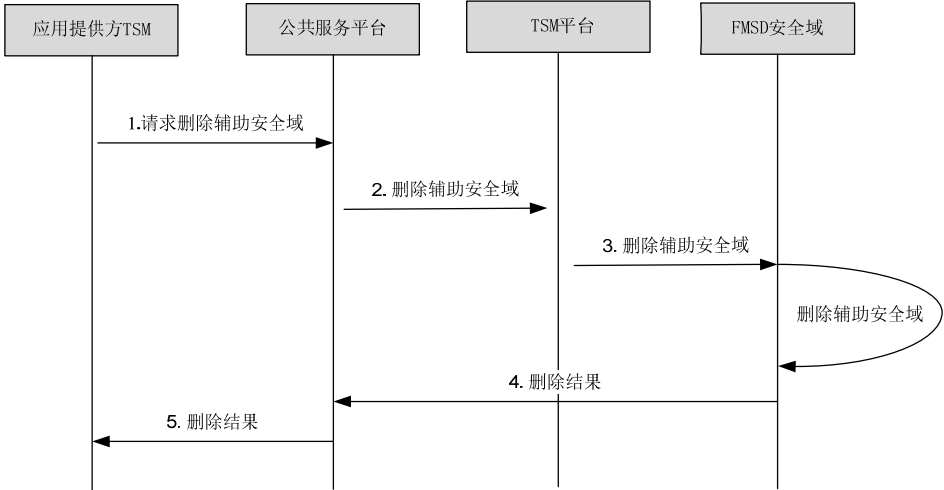 应用提供方TSM
公共服务平台
TSM平台
FMSD安全域
1.请求删除辅助安全域
2. 删除辅助安全域
3. 删除辅助安全域
删除辅助安全域
4. 删除结果
5. 删除结果